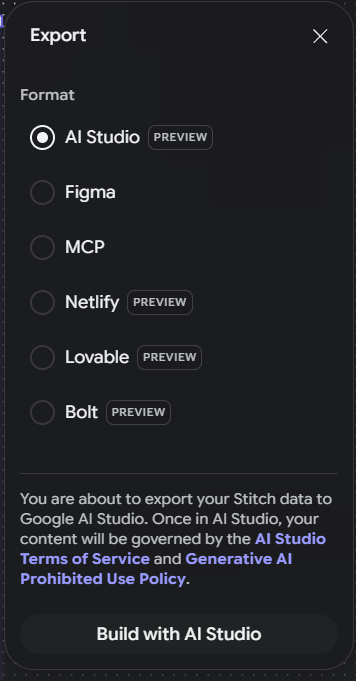 Export
Format
AI Studio PREVIEW
Figma
MCP
Netlify PREVIEW
Lovable PREVIEW
Bolt PREVIEW
You are about to export your Stitch data to
Google AI Studio. Once in AI Studio, your
content will be governed by the AI Studio
Terms of Service and Generative AI
Prohibited Use Policy.
Build with AI Studio